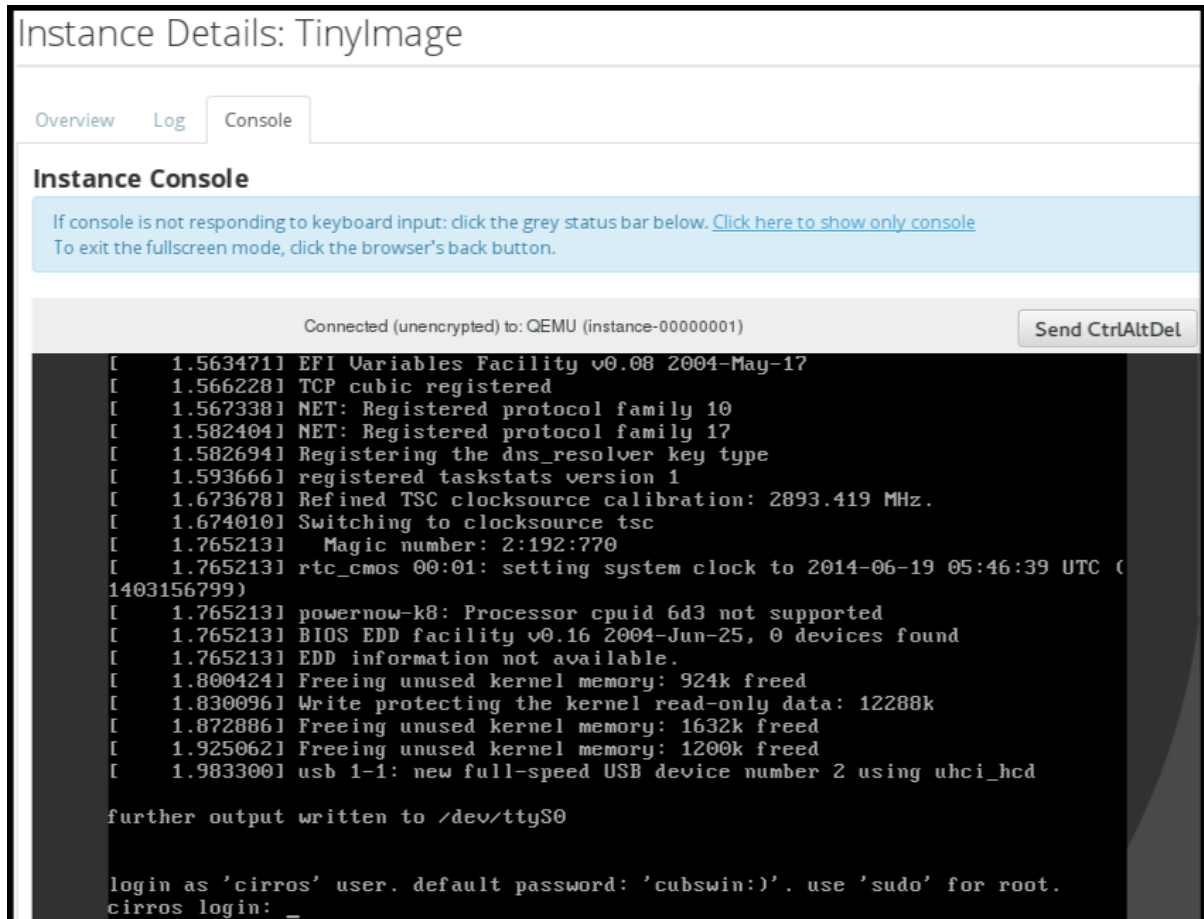 Instance Details: TinyImage
Overview Log Console
Instance Console
If console is not responding to keyboard input: click the grey status bar below. Click here to show only console
To exit the fullscreen mode, click the browser's back button.
Connected (unencrypted) to: QEMU (instance-00000001) Send CtrlAltDel
[    1.563471] EFI Variables Facility v0.08 2004-May-17
[    1.566228] TCP cubic registered
[    1.567338] NET: Registered protocol family 10
[    1.582404] NET: Registered protocol family 17
[    1.582694] Registering the dns_resolver key type
[    1.593666] registered taskstats version 1
[    1.673678] Refined TSC clocksource calibration: 2893.419 MHz.
[    1.674010] Switching to clocksource tsc
[    1.765213]   Magic number: 2:192:770
[    1.765213] rtc_cmos 00:01: setting system clock to 2014-06-19 05:46:39 UTC (
1403156799)
[    1.765213] powernow-k8: Processor cpuid 6d3 not supported
[    1.765213] BIOS EDD facility v0.16 2004-Jun-25, 0 devices found
[    1.765213] EDD information not available.
[    1.800424] Freeing unused kernel memory: 924k freed
[    1.830096] Write protecting the kernel read-only data: 12288k
[    1.872886] Freeing unused kernel memory: 1632k freed
[    1.925062] Freeing unused kernel memory: 1200k freed
[    1.983300] usb 1-1: new full-speed USB device number 2 using uhci_hcd
further output written to /dev/ttyS0
login as 'cirros' user. default password: 'cubswin:)'. use 'sudo' for root.
cirros login: _